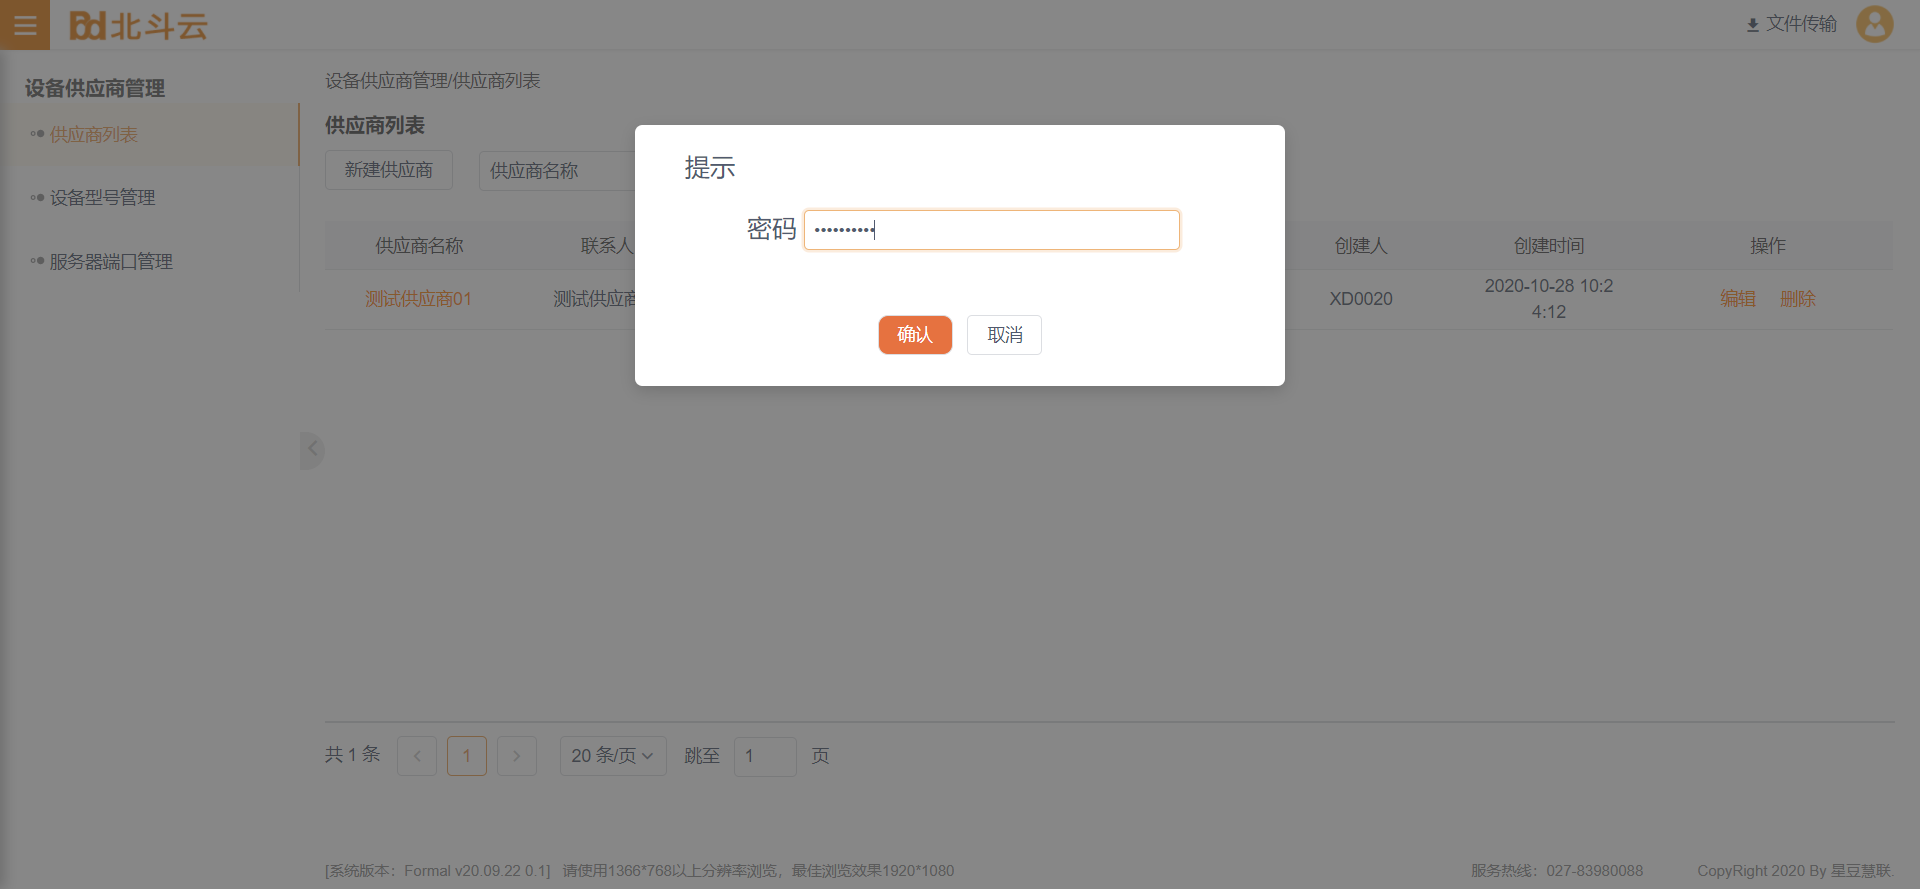 北斗云
文件传输
设备供应商管理
供应商列表
设备型号管理
服务器端口管理
设备供应商管理/供应商列表
供应商列表
新建供应商
供应商名称
提示
密码 ••••••••••
确认
取消
供应商名称 联系人 创建人 创建时间 操作
测试供应商01 测试供应商 XD0020 2020-10-28 10:2
4:12
编辑 删除
共 1 条 1 20 条/页 跳至 1 页
[系统版本：Formal v20.09.22 0.1] 请使用1366*768以上分辨率浏览，最佳浏览效果1920*1080
服务热线：027-83980088 CopyRight 2020 By 星豆慧联.